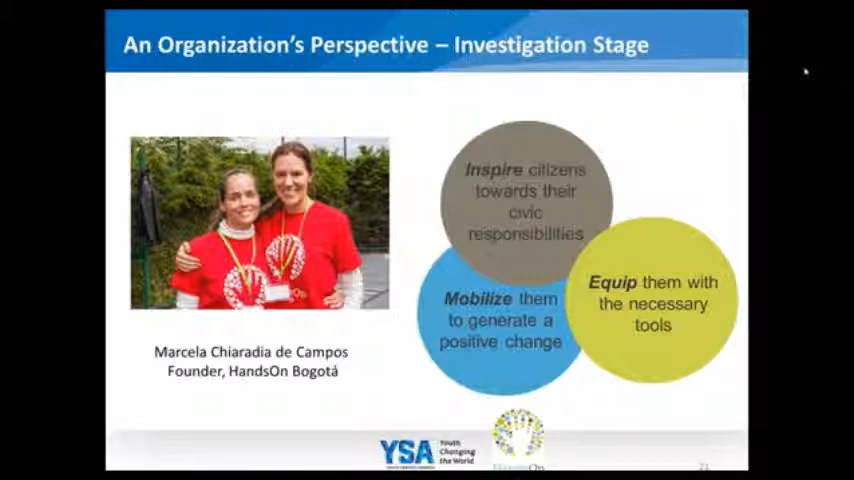 An Organization's Perspective – Investigation Stage
Inspire citizens
towards their
civic
responsibilities
Mobilize them
to generate a
positive change
Equip them with
the necessary
tools
Marcela Chiaradia de Campos
Founder, HandsOn Bogotá
YSA
Youth
Changing
the World
21